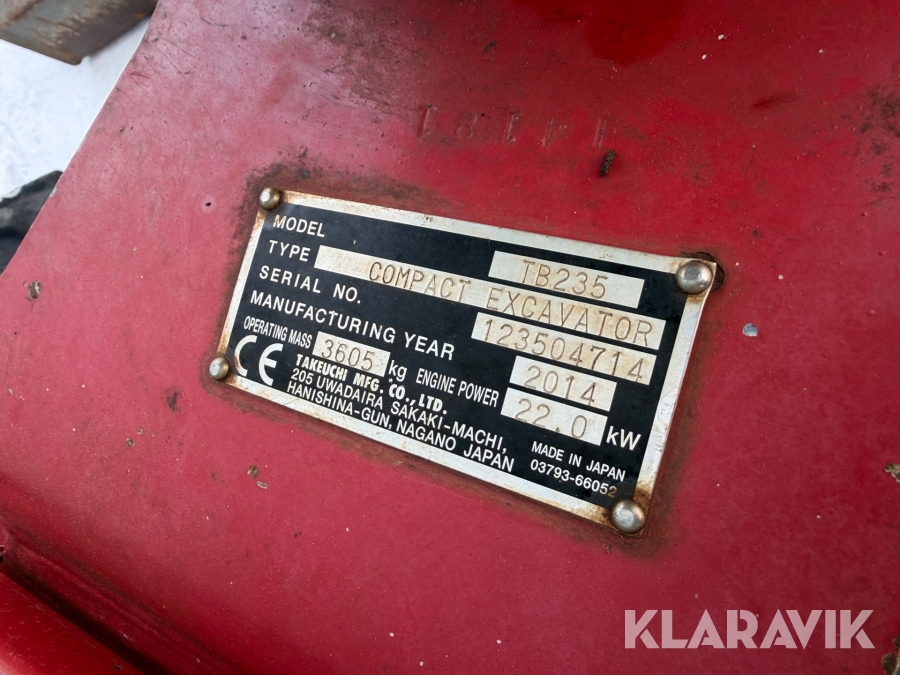 14181
MODEL TB235
TYPE COMPACT EXCAVATOR
SERIAL NO. 123504714
MANUFACTURING YEAR 2014
OPERATING MASS 3605 kg ENGINE POWER 22.0 kW
CE TAKEUCHI MFG. CO., LTD.
205 UWADAIRA, SAKAKI-MACHI,
HANISHINA-GUN, NAGANO JAPAN
MADE IN JAPAN
03793-66052
KLARAVIK